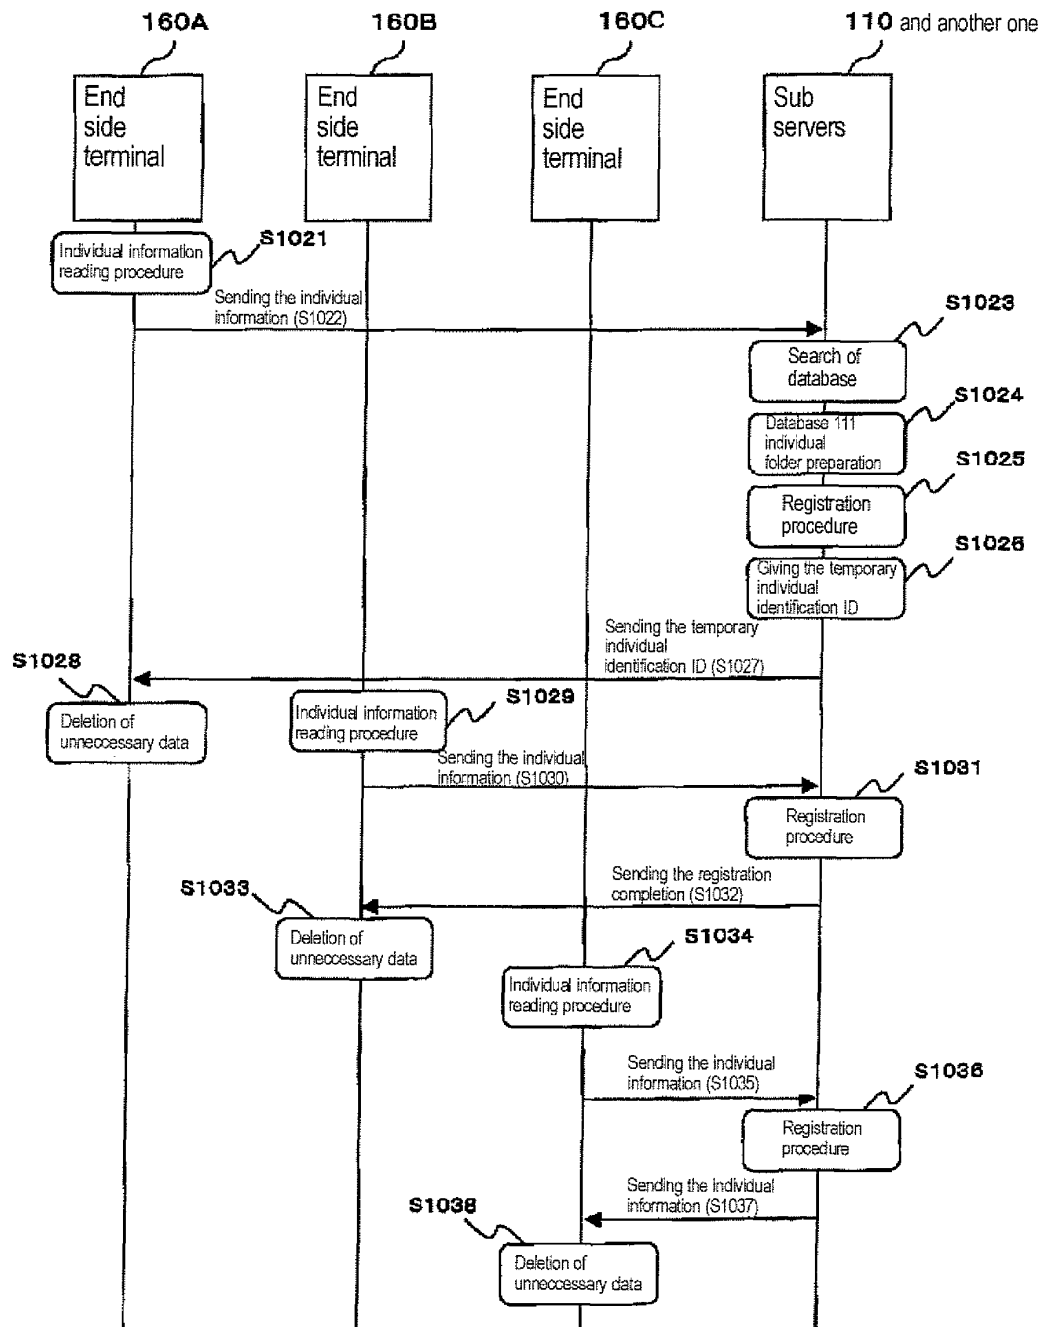 160A
160B
160C
110 and another one
End
side
terminal
End
side
terminal
End
side
terminal
Sub
servers
Individual information
reading procedure
S1021
Sending the individual
information (S1022)
S1023
Search of
database
S1024
Database 111
individual
folder preparation
S1025
Registration
procedure
S1026
Giving the temporary
individual
identification ID
Sending the temporary
individual
identification ID (S1027)
S1028
Deletion of
unneccessary data
S1029
Individual information
reading procedure
Sending the individual
information (S1030)
S1031
Registration
procedure
Sending the registration
completion (S1032)
S1033
Deletion of
unneccessary data
S1034
Individual information
reading procedure
Sending the individual
information (S1035)
S1036
Registration
procedure
Sending the individual
information (S1037)
S1038
Deletion of
unneccessary data